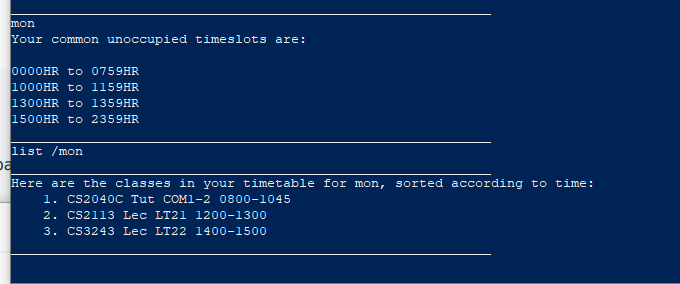 mon
Your common unoccupied timeslots are:
0000HR to 0759HR
1000HR to 1159HR
1300HR to 1359HR
1500HR to 2359HR
list /mon
Here are the classes in your timetable for mon, sorted according to time:
1. CS2040C Tut COM1-2 0800-1045
2. CS2113 Lec LT21 1200-1300
3. CS3243 Lec LT22 1400-1500